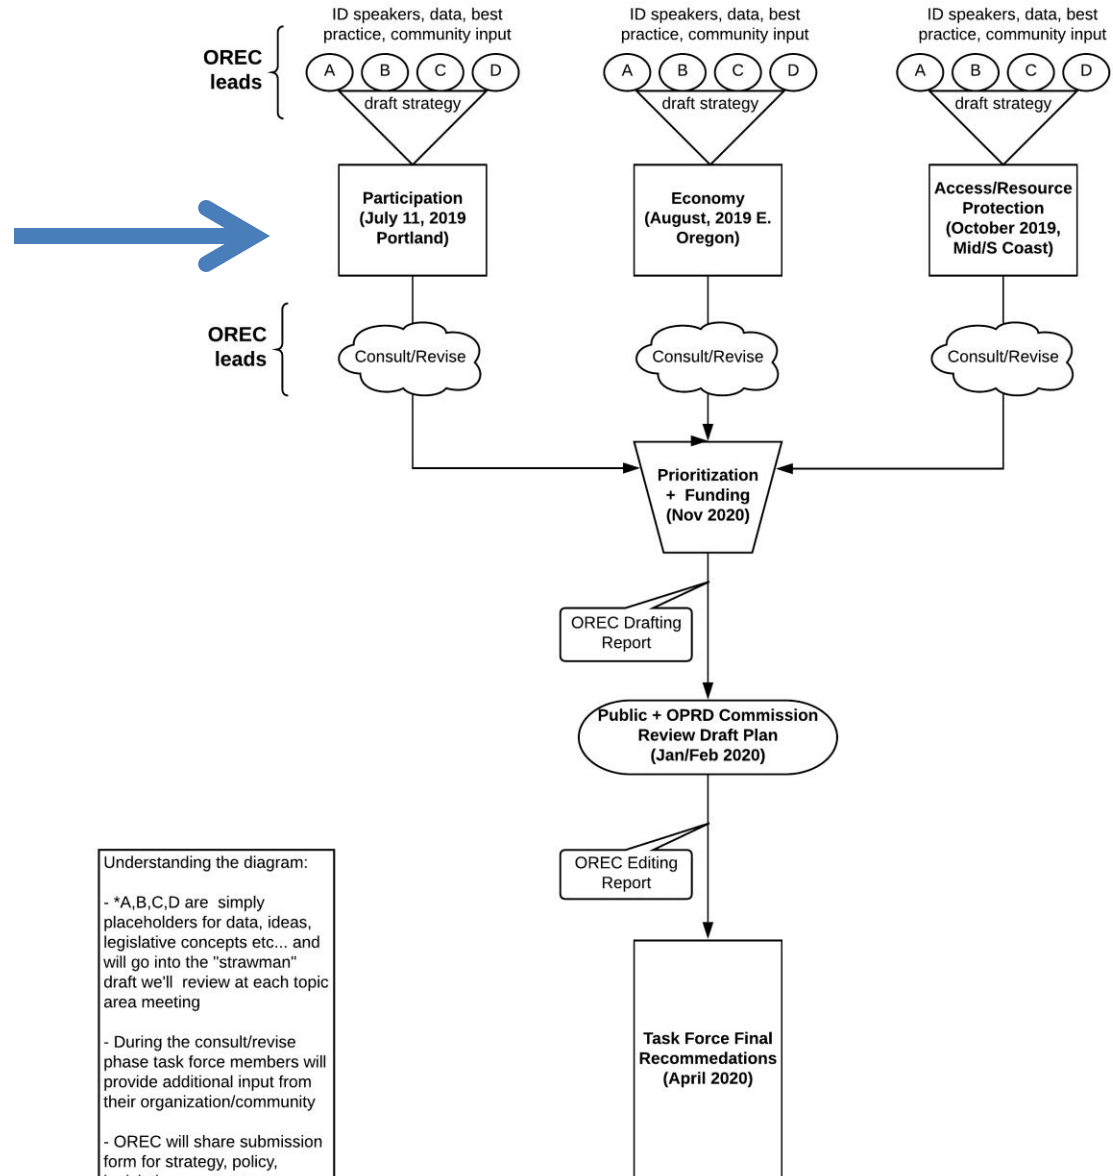 ID speakers, data, best
practice, community input
ID speakers, data, best
practice, community input
ID speakers, data, best
practice, community input
OREC
leads
A B C D
A B C D
A B C D
draft strategy
draft strategy
draft strategy
Participation
(July 11, 2019
Portland)
Economy
(August, 2019 E.
Oregon)
Access/Resource
Protection
(October 2019,
Mid/S Coast)
OREC
leads
Consult/Revise
Consult/Revise
Consult/Revise
Prioritization
+ Funding
(Nov 2020)
OREC Drafting
Report
Public + OPRD Commission
Review Draft Plan
(Jan/Feb 2020)
OREC Editing
Report
Task Force Final
Recommedations
(April 2020)
Understanding the diagram:
- *A,B,C,D are simply
placeholders for data, ideas,
legislative concepts etc... and
will go into the "strawman"
draft we'll review at each topic
area meeting
- During the consult/revise
phase task force members will
provide additional input from
their organization/community
- OREC will share submission
form for strategy, policy,